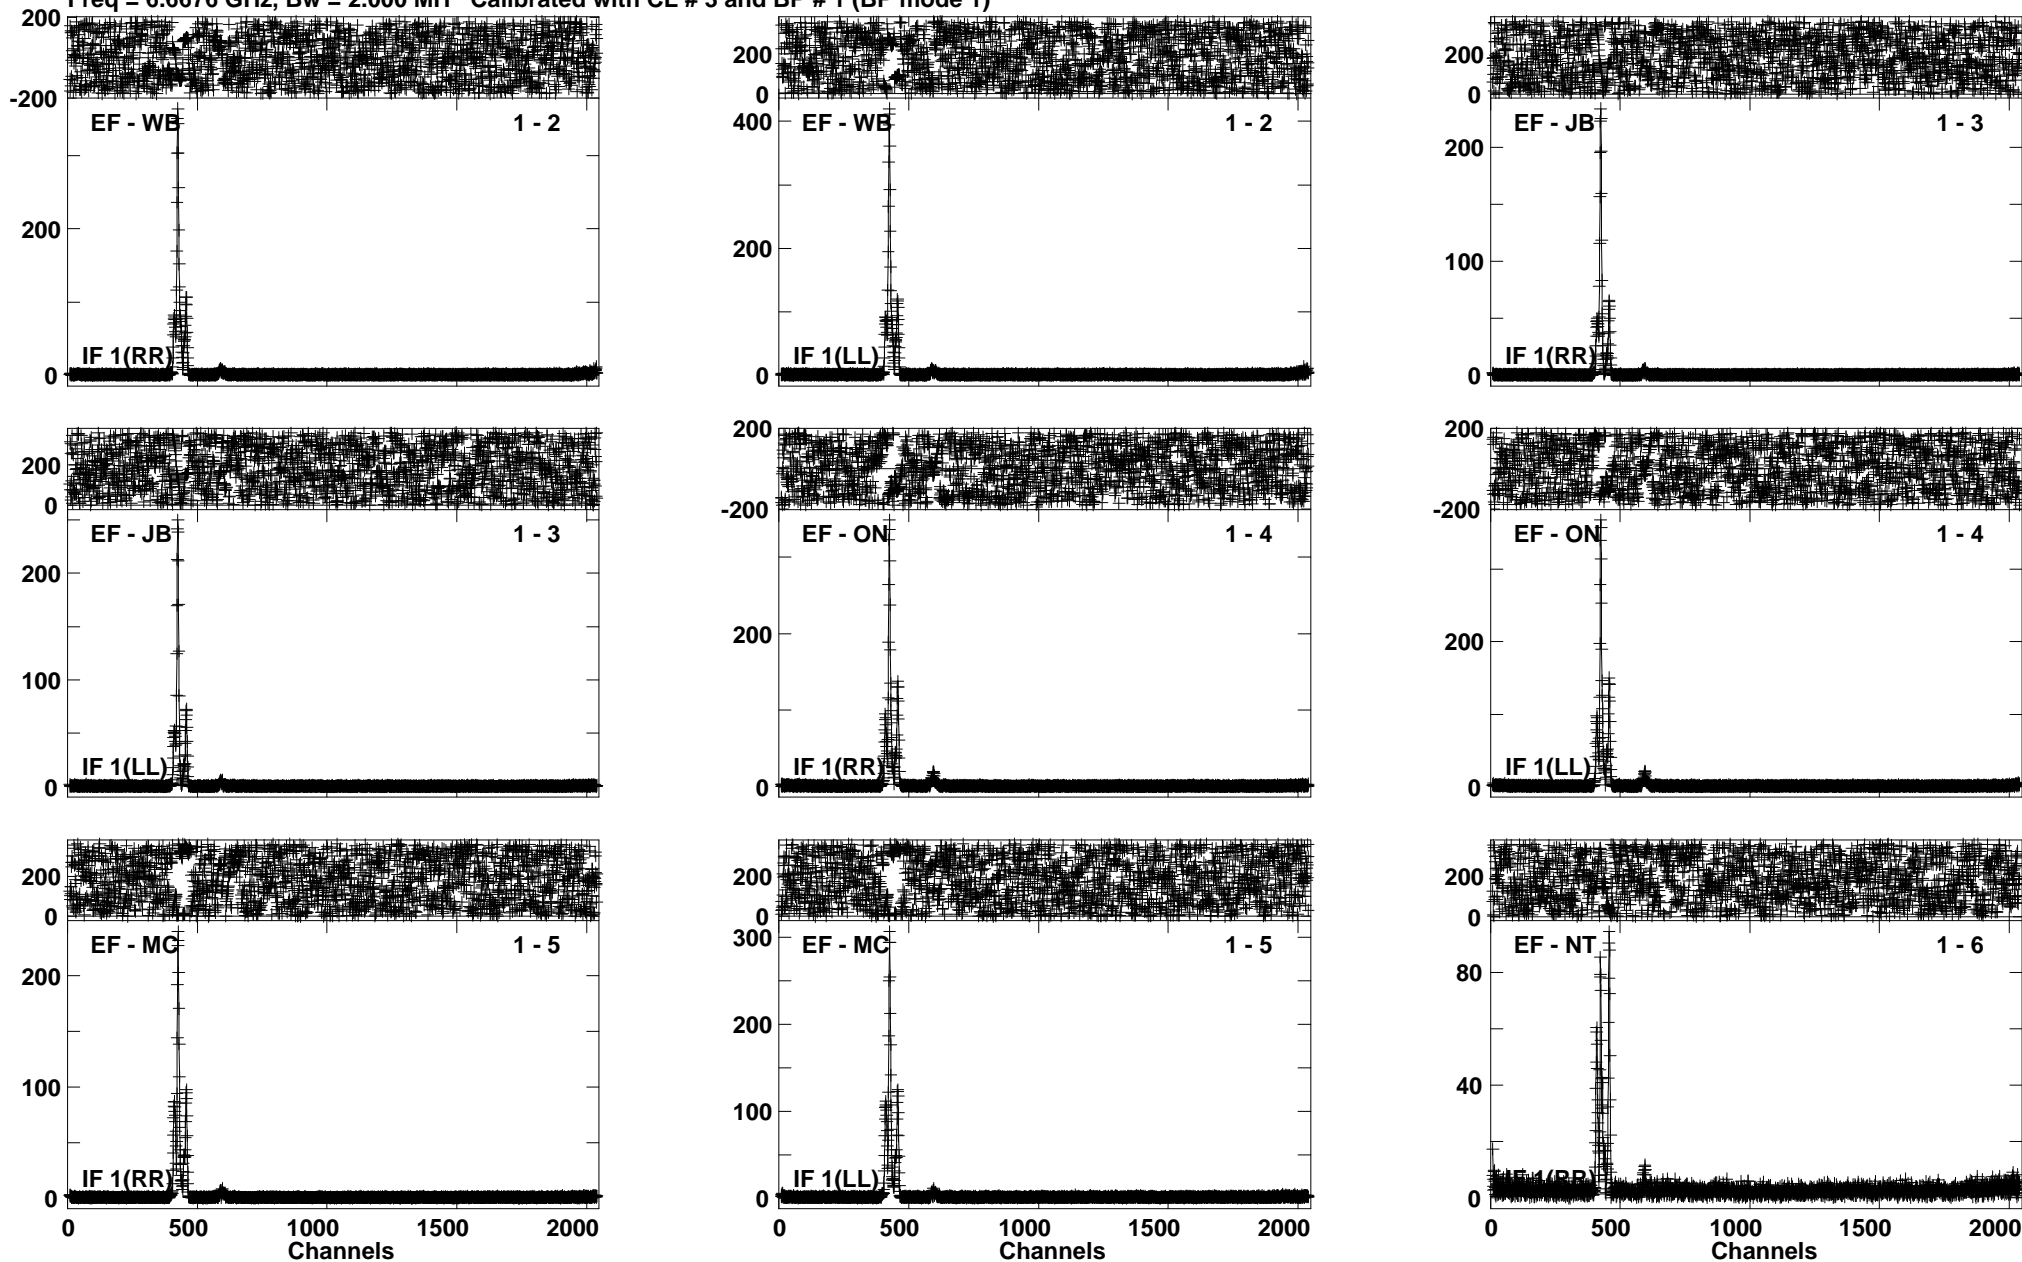 Freq = 6.6676 GHz, Bw = 2.000 MH Calibrated with CL # 3 and BP # 1 (BP mode 1)
200
-200
EF - WB 1 - 2
200
0
IF 1(RR)
200
0
EF - WB 1 - 2
400
200
0
IF 1(LL)
200
0
EF - JB 1 - 3
200
100
0
IF 1(RR)
200
0
EF - JB 1 - 3
200
100
0
IF 1(LL)
200
-200
EF - ON 1 - 4
200
0
IF 1(RR)
200
-200
EF - ON 1 - 4
200
0
IF 1(LL)
200
0
EF - MC 1 - 5
200
100
0
IF 1(RR)
0 500 1000 1500 2000
Channels
200
0
EF - MC 1 - 5
300
200
100
0
IF 1(LL)
0 500 1000 1500 2000
Channels
200
0
EF - NT 1 - 6
80
40
0
IF 1(RR)
0 500 1000 1500 2000
Channels